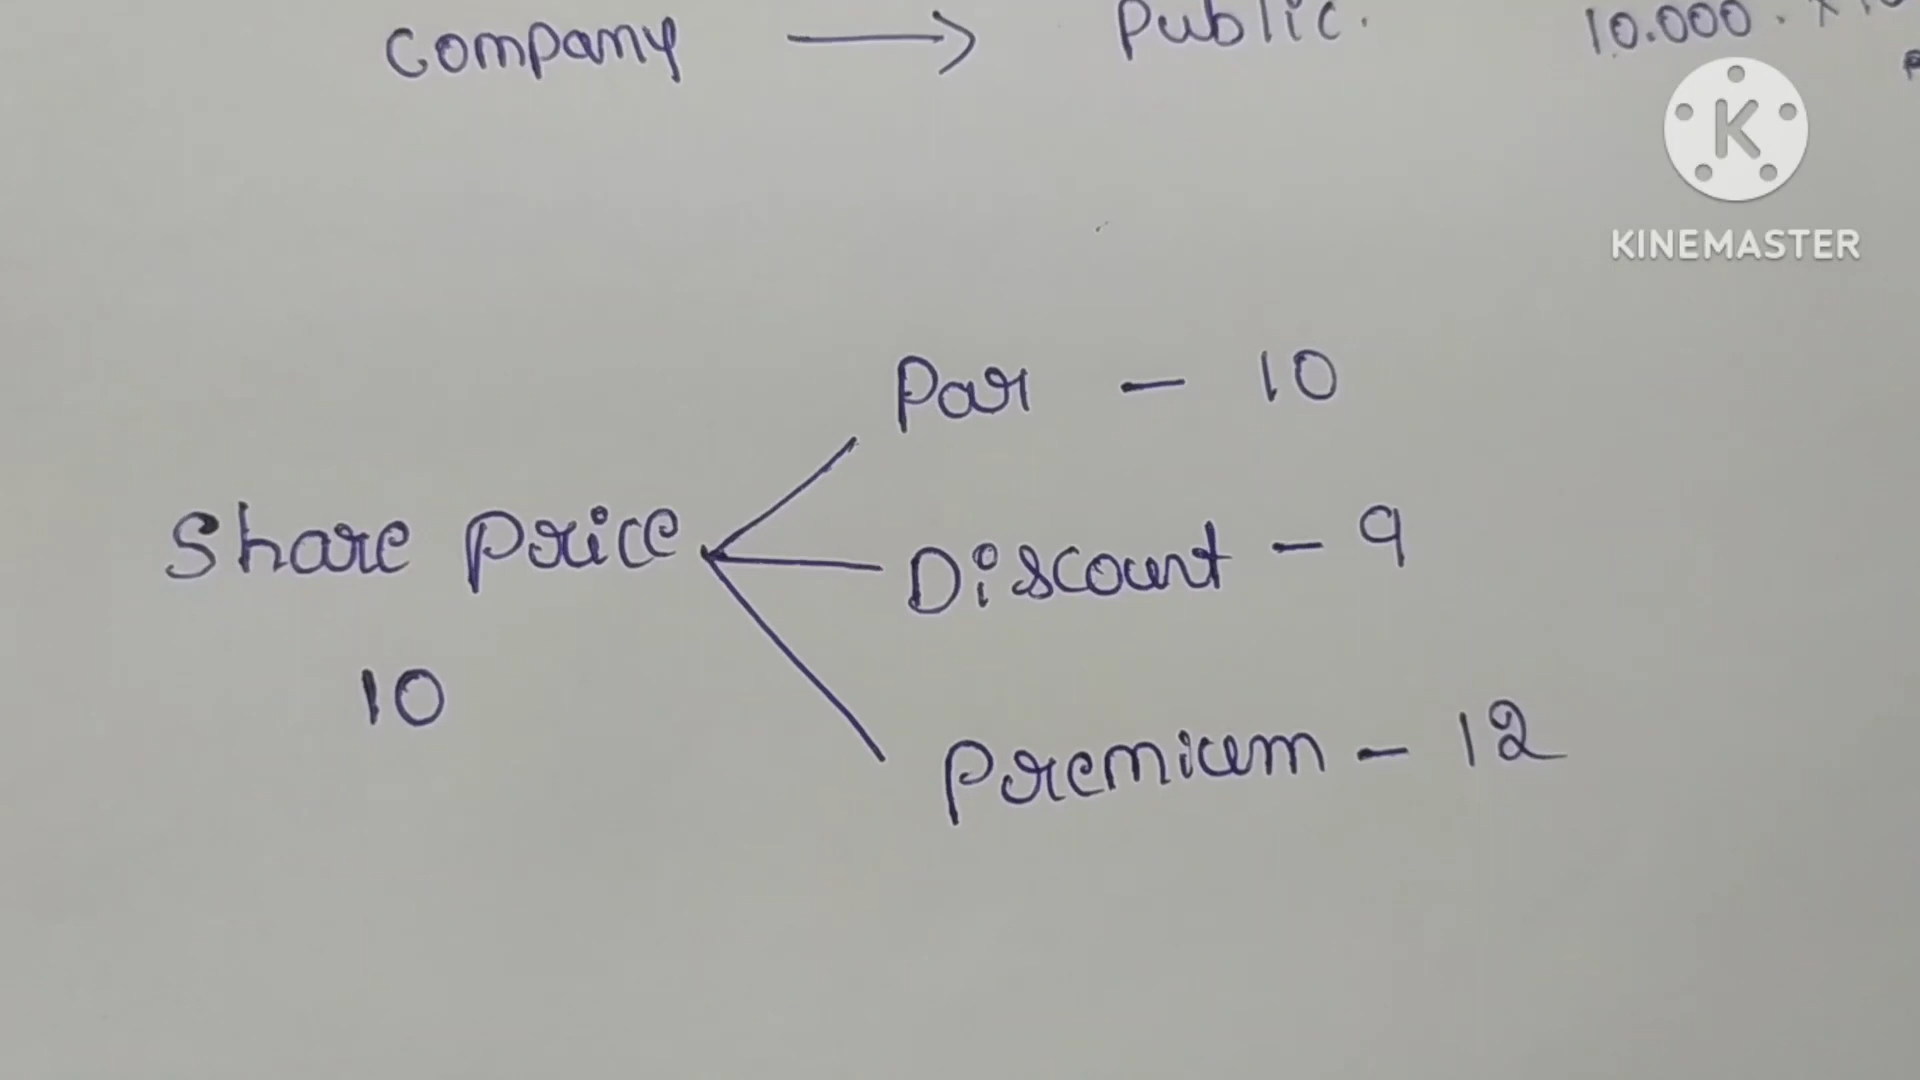 Company → Public. 10.000.
K
KINEMASTER
Par - 10
Share price
Discount - 9
10
Premium - 12